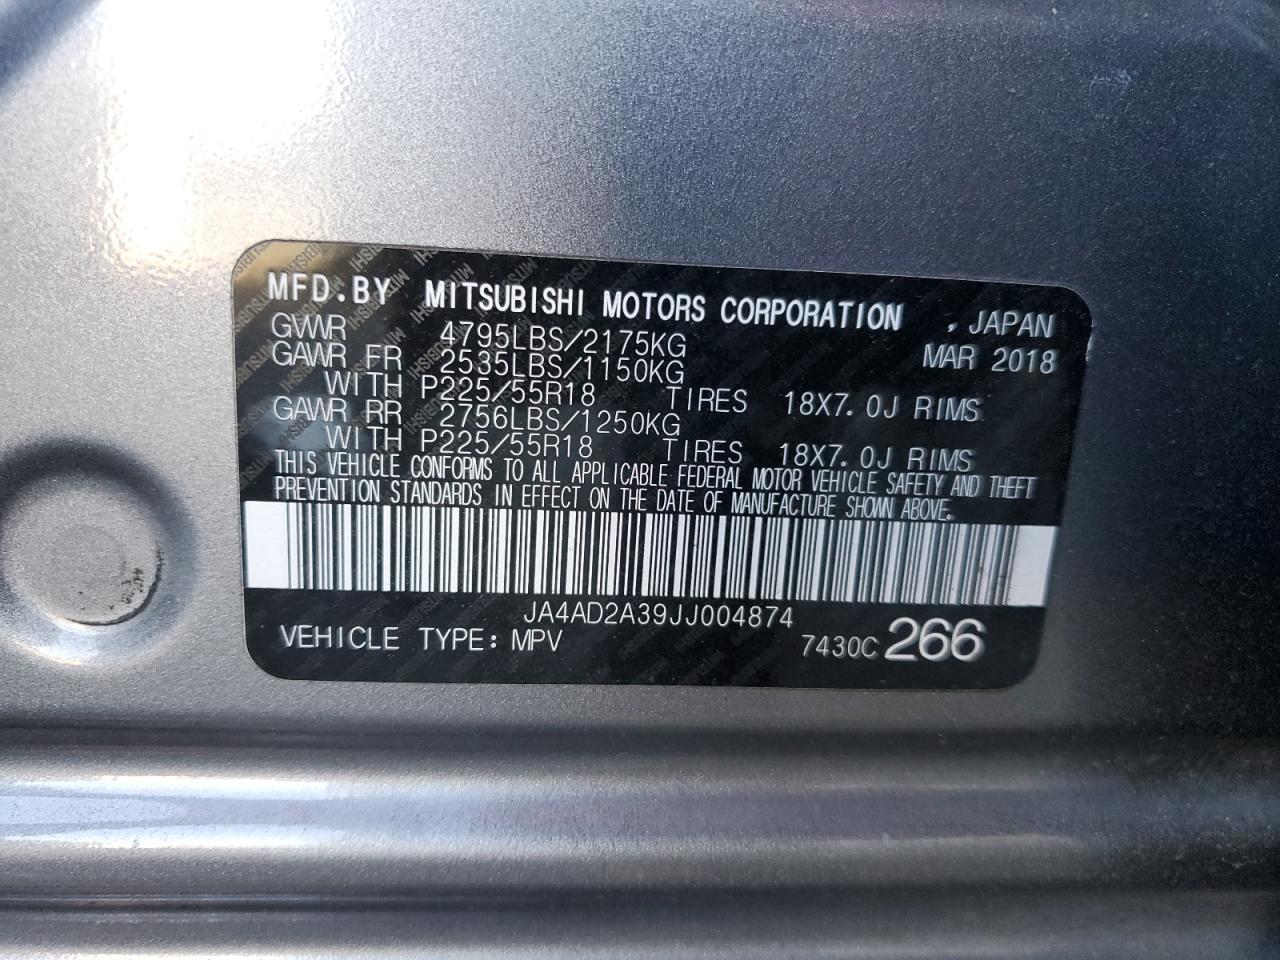 MFD.BY MITSUBISHI MOTORS CORPORATION , JAPAN
GVWR 4795LBS/2175KG MAR 2018
GAWR FR 2535LBS/1150KG
WITH P225/55R18 TIRES 18X7.0J RIMS
GAWR RR 2756LBS/1250KG
WITH P225/55R18 TIRES 18X7.0J RIMS
THIS VEHICLE CONFORMS TO ALL APPLICABLE FEDERAL MOTOR VEHICLE SAFETY AND THEFT
PREVENTION STANDARDS IN EFFECT ON THE DATE OF MANUFACTURE SHOWN ABOVE.
JA4AD2A39JJ004874
VEHICLE TYPE: MPV 7430C 266